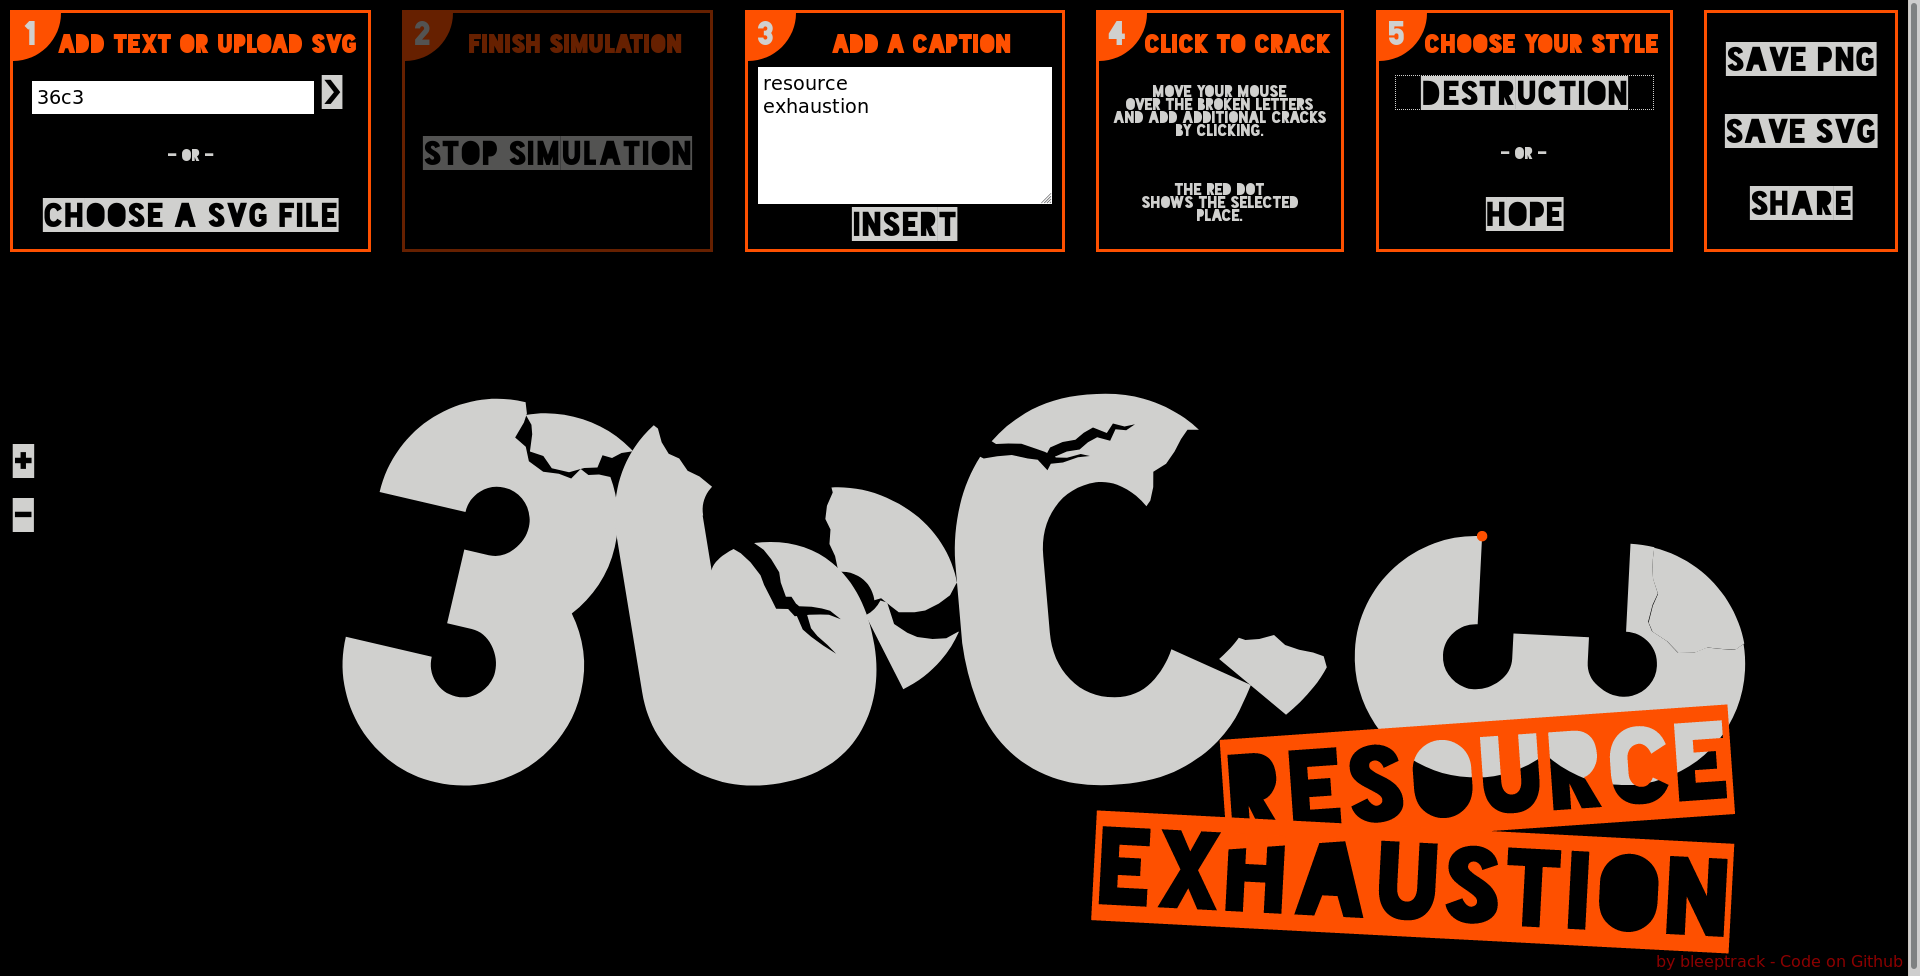 1
ADD TEXT OR UPLOAD SVG
36c3
❯
- OR -
CHOOSE A SVG FILE
2
FINISH SIMULATION
STOP SIMULATION
3
ADD A CAPTION
resource
exhaustion
INSERT
4
CLICK TO CRACK
MOVE YOUR MOUSE
OVER THE BROKEN LETTERS
AND ADD ADDITIONAL CRACKS
BY CLICKING.
THE RED DOT
SHOWS THE SELECTED
PLACE.
5
CHOOSE YOUR STYLE
DESTRUCTION
- OR -
HOPE
SAVE PNG
SAVE SVG
SHARE
+
-
36C3
RESOURCE
EXHAUSTION
by bleeptrack - Code on Github